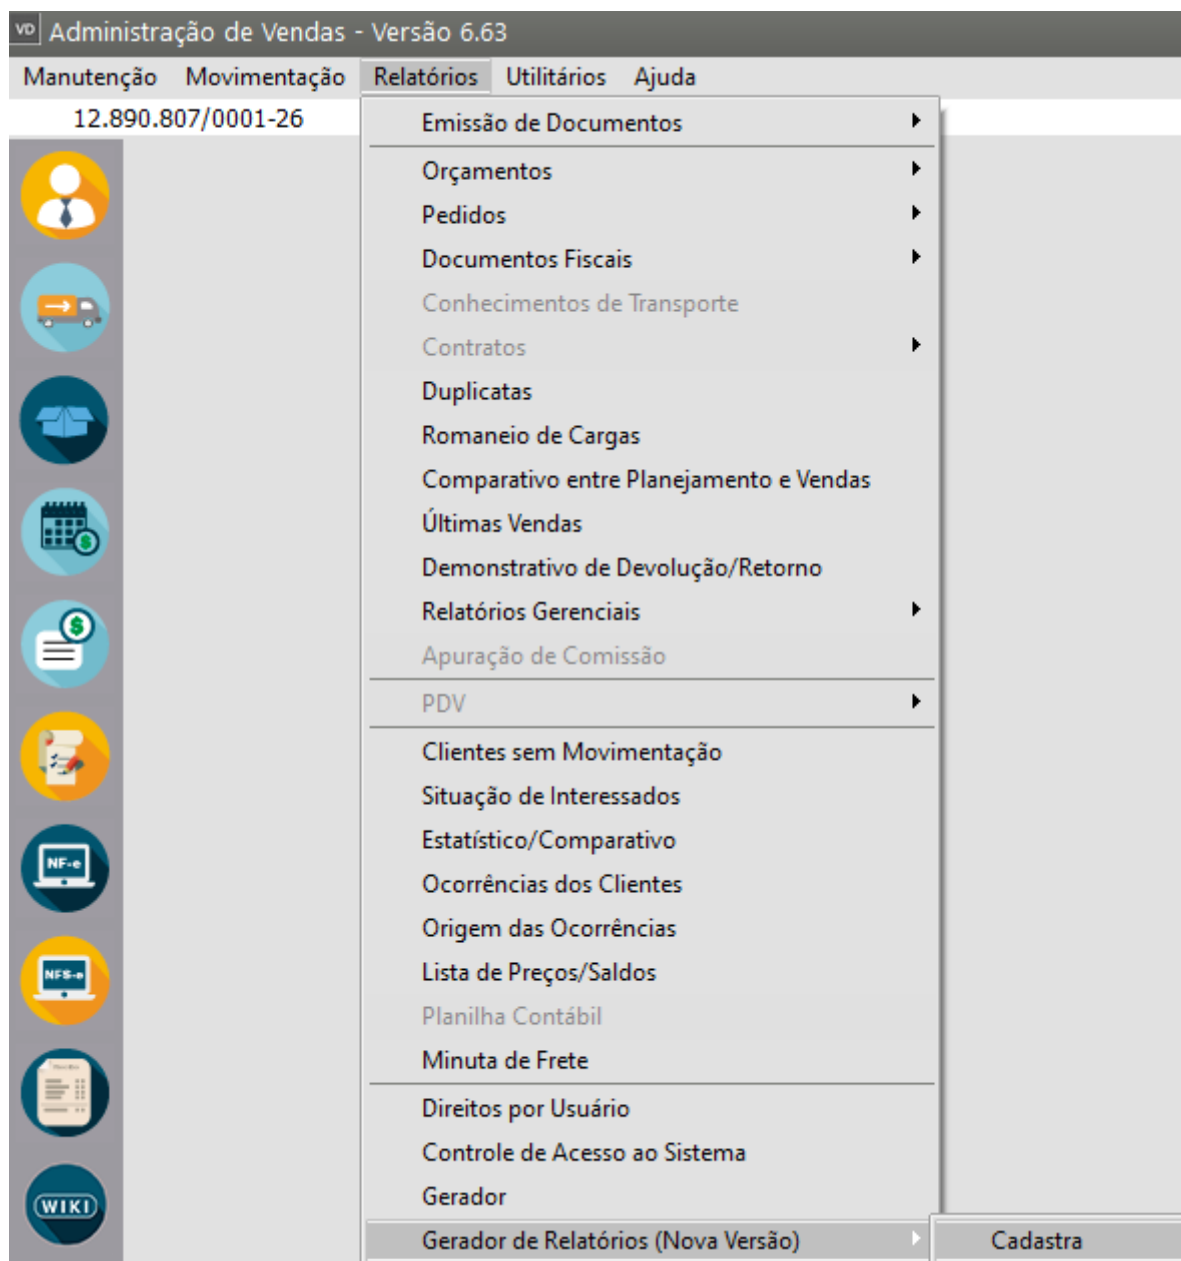 VD Administração de Vendas - Versão 6.63
Manutenção Movimentação Relatórios Utilitários Ajuda
12.890.807/0001-26
Emissão de Documentos
Orçamentos
Pedidos
Documentos Fiscais
Conhecimentos de Transporte
Contratos
Duplicatas
Romaneio de Cargas
Comparativo entre Planejamento e Vendas
Últimas Vendas
Demonstrativo de Devolução/Retorno
Relatórios Gerenciais
Apuração de Comissão
PDV
Clientes sem Movimentação
Situação de Interessados
Estatístico/Comparativo
NF-e
Ocorrências dos Clientes
Origem das Ocorrências
NFS-e
Lista de Preços/Saldos
Planilha Contábil
Minuta de Frete
Direitos por Usuário
Controle de Acesso ao Sistema
WIKI
Gerador
Gerador de Relatórios (Nova Versão) Cadastra